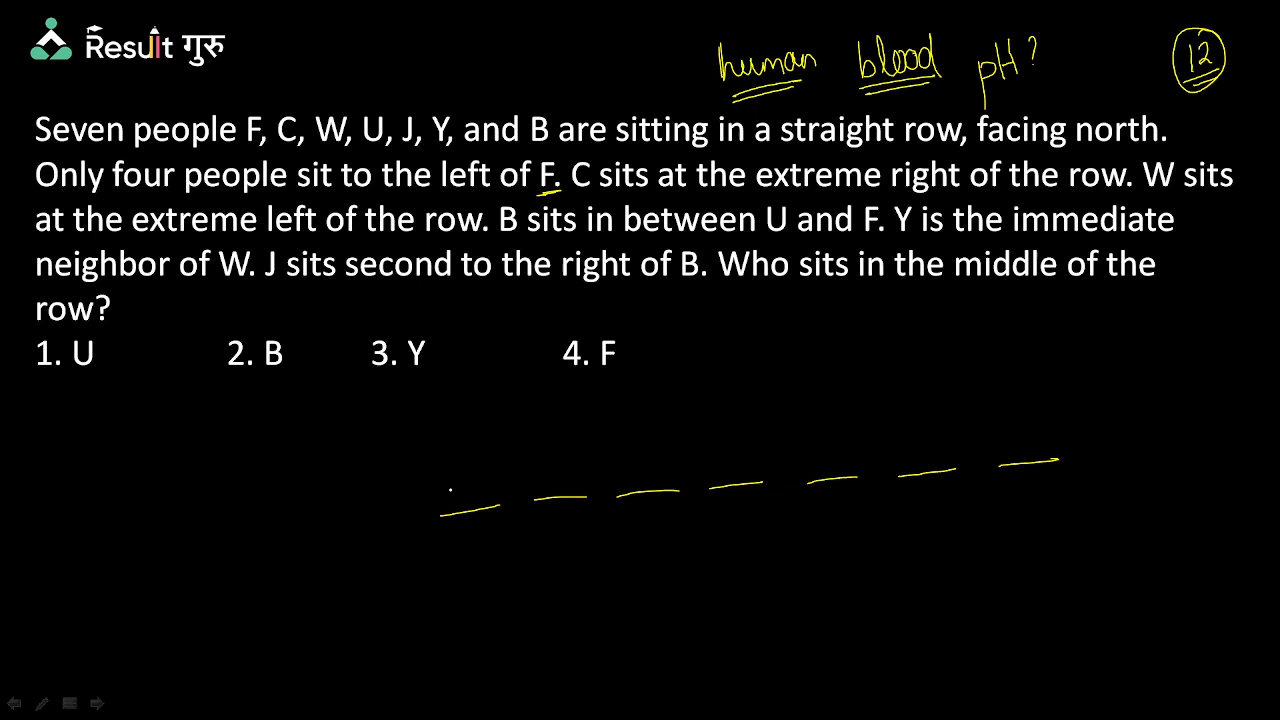 Result गुरु
human blood pH?
12
Seven people F, C, W, U, J, Y, and B are sitting in a straight row, facing north.
Only four people sit to the left of F. C sits at the extreme right of the row. W sits
at the extreme left of the row. B sits in between U and F. Y is the immediate
neighbor of W. J sits second to the right of B. Who sits in the middle of the
row?
1. U 2. B 3. Y 4. F